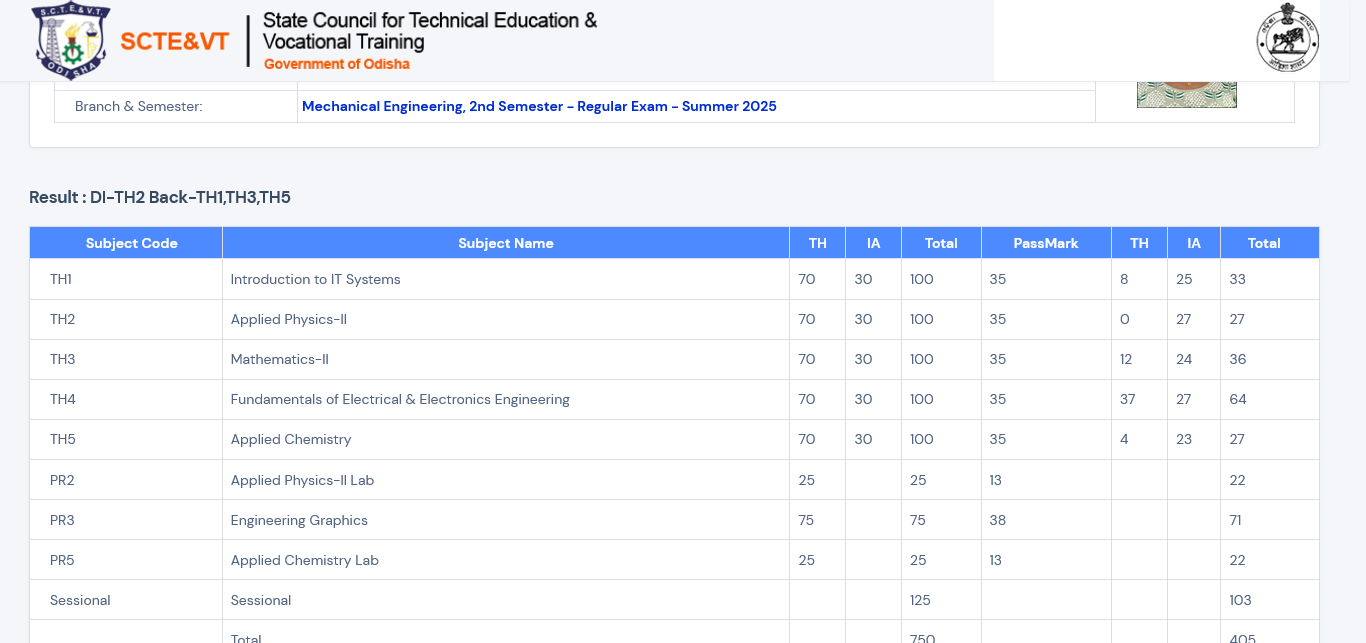 S.C.T.E.& V.T.
ODISHA
SCTE&VT
State Council for Technical Education &
Vocational Training
Government of Odisha
Branch & Semester: Mechanical Engineering, 2nd Semester - Regular Exam - Summer 2025
Result : DI-TH2 Back-TH1,TH3,TH5
Subject Code Subject Name TH IA Total PassMark TH IA Total
TH1 Introduction to IT Systems 70 30 100 35 8 25 33
TH2 Applied Physics-II 70 30 100 35 0 27 27
TH3 Mathematics-II 70 30 100 35 12 24 36
TH4 Fundamentals of Electrical & Electronics Engineering 70 30 100 35 37 27 64
TH5 Applied Chemistry 70 30 100 35 4 23 27
PR2 Applied Physics-II Lab 25 25 13 22
PR3 Engineering Graphics 75 75 38 71
PR5 Applied Chemistry Lab 25 25 13 22
Sessional Sessional 125 103
Total 750 405